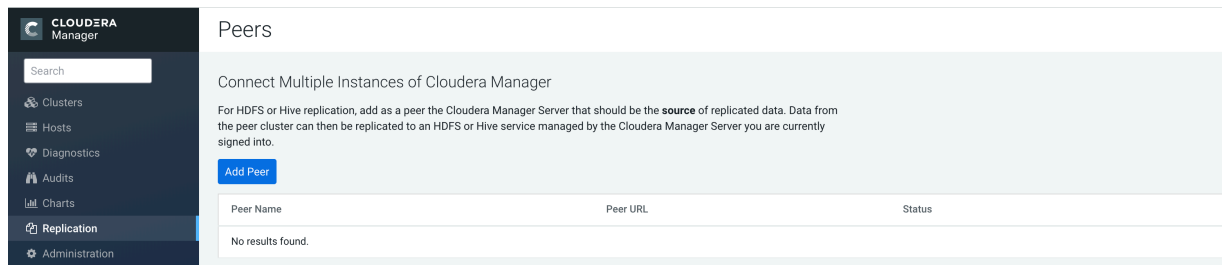 CLOUDERA
Manager
Search
Clusters
Hosts
Diagnostics
Audits
Charts
Replication
Administration
Peers
Connect Multiple Instances of Cloudera Manager
For HDFS or Hive replication, add as a peer the Cloudera Manager Server that should be the source of replicated data. Data from
the peer cluster can then be replicated to an HDFS or Hive service managed by the Cloudera Manager Server you are currently
signed into.
Add Peer
Peer Name Peer URL Status
No results found.